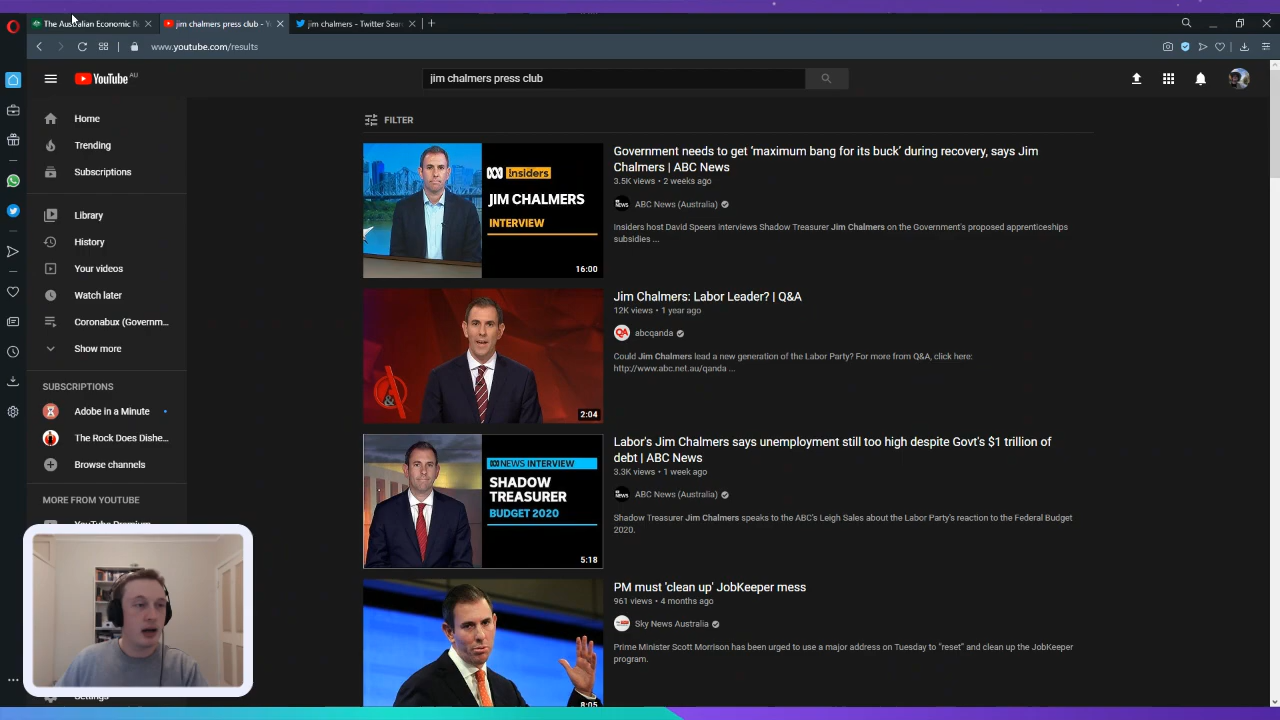 The Australian Economic R
jim chalmers press club - Y
jim chalmers - Twitter Sear
www.youtube.com/results
YouTube AU
jim chalmers press club
Home
Trending
Subscriptions
Library
History
Your videos
Watch later
Coronabux (Governm...
Show more
SUBSCRIPTIONS
Adobe in a Minute
The Rock Does Dishe...
Browse channels
MORE FROM YOUTUBE
YouTube Premium
Settings
FILTER
ABC Insiders
JIM CHALMERS
INTERVIEW
16:00
Government needs to get ‘maximum bang for its buck’ during recovery, says Jim
Chalmers | ABC News
3.5K views • 2 weeks ago
NEWS ABC News (Australia)
Insiders host David Speers interviews Shadow Treasurer Jim Chalmers on the Government's proposed apprenticeships
subsidies ...
Q&A
2:04
Jim Chalmers: Labor Leader? | Q&A
12K views • 1 year ago
QA abcqanda
Could Jim Chalmers lead a new generation of the Labor Party? For more from Q&A, click here:
http://www.abc.net.au/qanda ...
ABC NEWS INTERVIEW
SHADOW
TREASURER
BUDGET 2020
5:18
Labor's Jim Chalmers says unemployment still too high despite Govt's $1 trillion of
debt | ABC News
3.3K views • 1 week ago
NEWS ABC News (Australia)
Shadow Treasurer Jim Chalmers speaks to the ABC's Leigh Sales about the Labor Party's reaction to the Federal Budget
2020.
8:05
PM must 'clean up' JobKeeper mess
961 views • 4 months ago
Sky News Australia
Prime Minister Scott Morrison has been urged to use a major address on Tuesday to "reset" and clean up the JobKeeper
program.